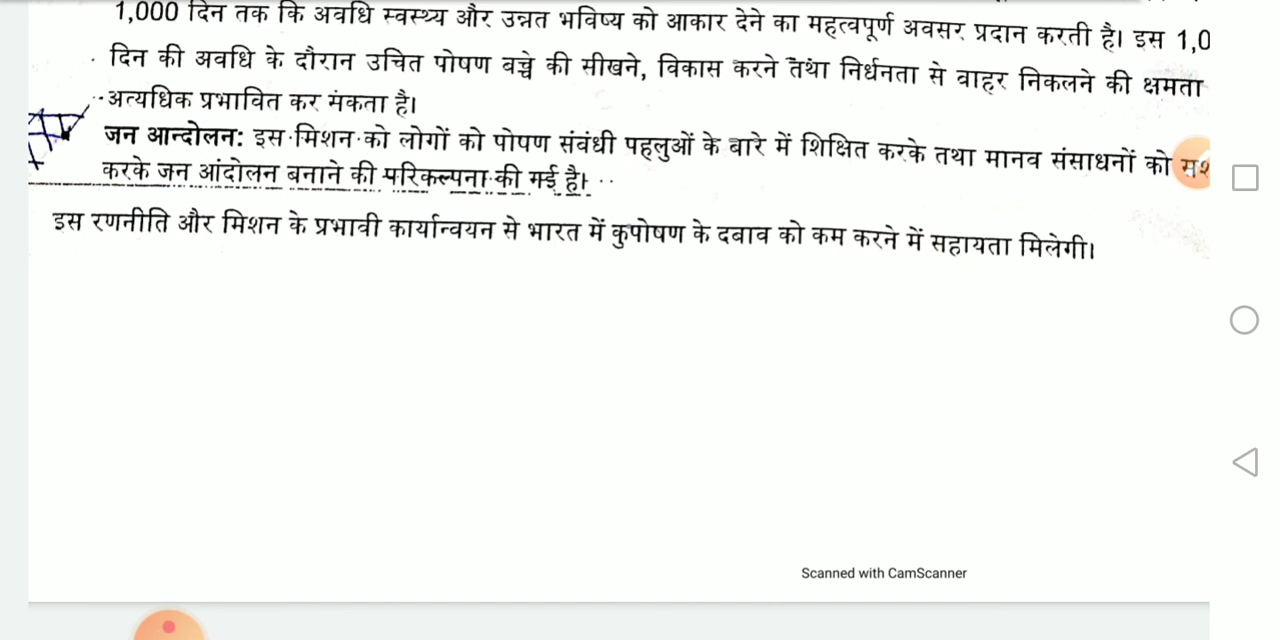 1,000 दिन तक कि अवधि स्वस्थ्य और उन्नत भविष्य को आकार देने का महत्वपूर्ण अवसर प्रदान करती है। इस 1,0
दिन की अवधि के दौरान उचित पोषण बच्चे की सीखने, विकास करने तथा निर्धनता से बाहर निकलने की क्षमता
अत्यधिक प्रभावित कर सकता है।
जन आन्दोलन: इस मिशन को लोगों को पोषण संबंधी पहलुओं के बारे में शिक्षित करके तथा मानव संसाधनों को
करके जन आंदोलन बनाने की परिकल्पना की गई है।
इस रणनीति और मिशन के प्रभावी कार्यान्वयन से भारत में कुपोषण के दबाव को कम करने में सहायता मिलेगी।
Scanned with CamScanner